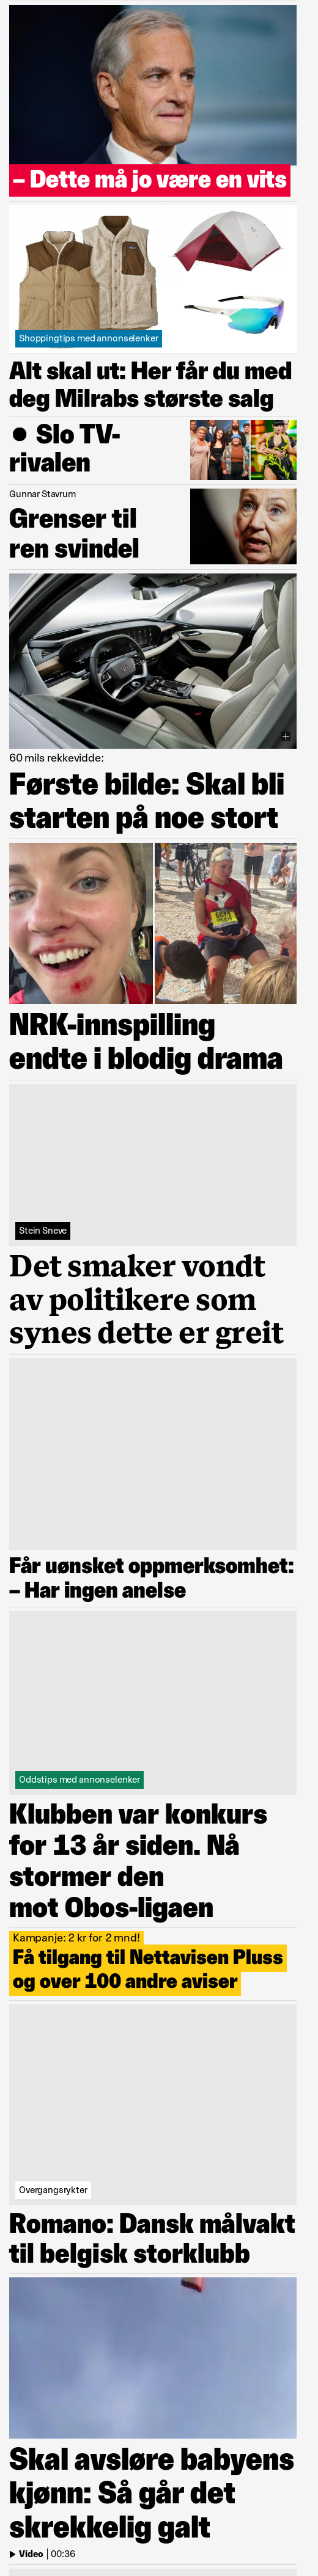 – Dette må jo være en vits
Shoppingtips med annonselenker
Alt skal ut: Her får du med
deg Milrabs største salg
● Slo TV-
rivalen
Gunnar Stavrum
Grenser til
ren svindel
60 mils rekkevidde:
Første bilde: Skal bli
starten på noe stort
NRK-innspilling
endte i blodig drama
Stein Sneve
Det smaker vondt
av politikere som
synes dette er greit
Får uønsket oppmerksomhet:
– Har ingen anelse
Oddstips med annonselenker
Klubben var konkurs
for 13 år siden. Nå
stormer den
mot Obos-ligaen
Kampanje: 2 kr for 2 mnd!
Få tilgang til Nettavisen Pluss
og over 100 andre aviser
Overgangsrykter
Romano: Dansk målvakt
til belgisk storklubb
Skal avsløre babyens
kjønn: Så går det
skrekkelig galt
Video | 00:36